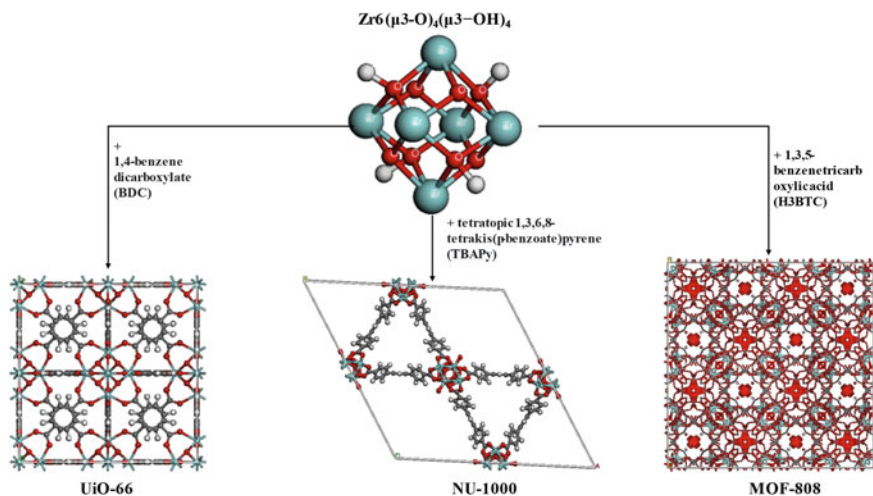 Zr6(μ3-O)4(μ3−OH)4
+
1,4-benzene
dicarboxylate
(BDC)
+ tetratopic 1,3,6,8-
tetrakis(pbenzoate)pyrene
(TBAPy)
+ 1,3,5-
benzenetricarb
oxylicacid
(H3BTC)
UiO-66
NU-1000
MOF-808